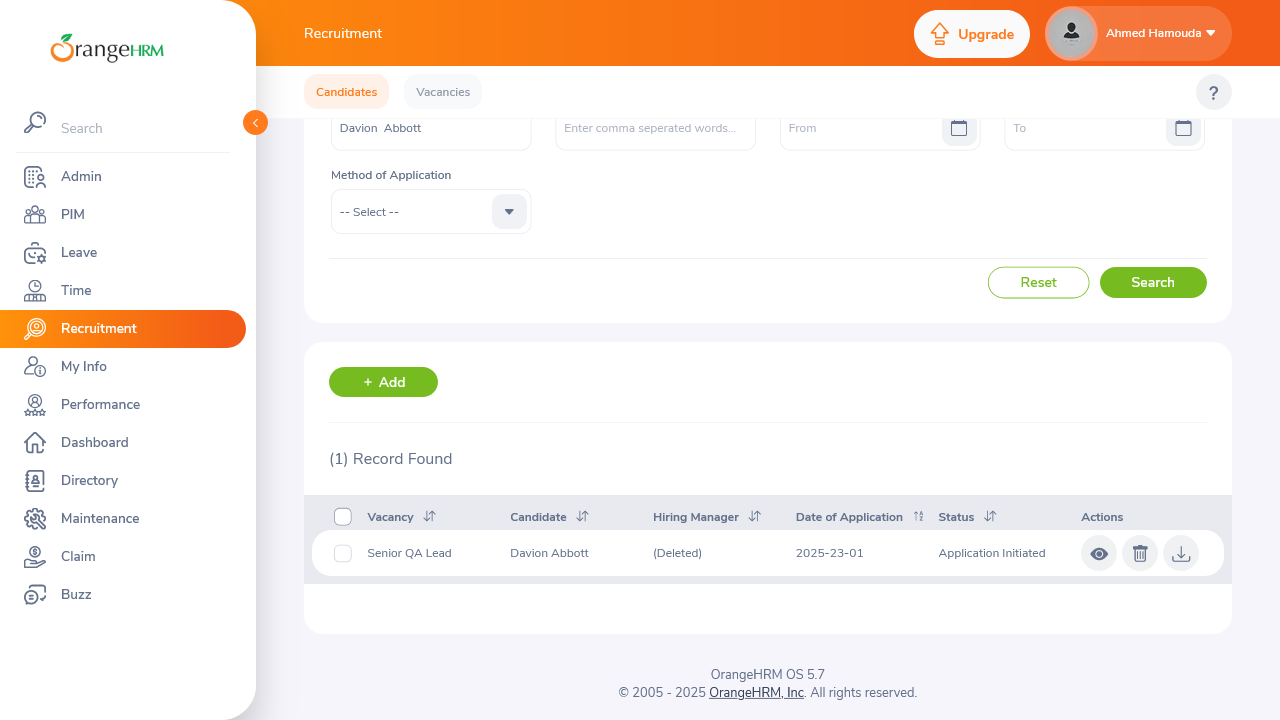 OrangeHRM
Recruitment
Upgrade
Ahmed Hamouda
Candidates
Vacancies
?
Search
Admin
PIM
Leave
Time
Recruitment
My Info
Performance
Dashboard
Directory
Maintenance
Claim
Buzz
Davion  Abbott
Enter comma seperated words...
From
To
Method of Application
-- Select --
Reset
Search
+ Add
(1) Record Found
Vacancy Candidate Hiring Manager Date of Application Status Actions
Senior QA Lead Davion Abbott (Deleted) 2025-23-01 Application Initiated
OrangeHRM OS 5.7
© 2005 - 2025 OrangeHRM, Inc. All rights reserved.